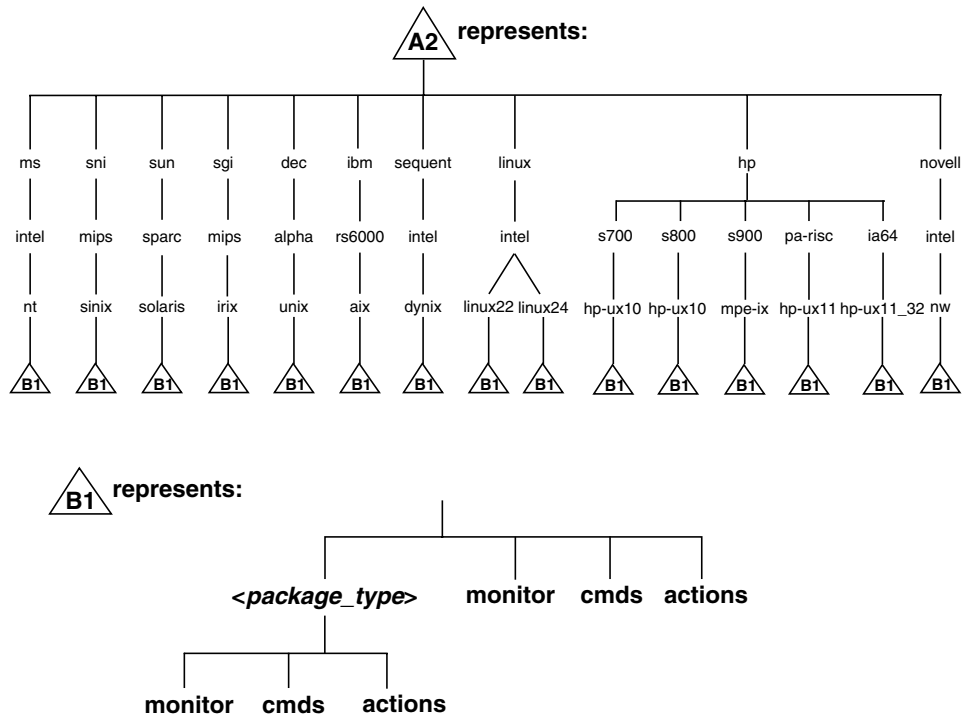 A2 represents:
ms sni sun sgi dec ibm sequent linux hp novell
intel mips sparc mips alpha rs6000 intel intel s700 s800 s900 pa-risc ia64 intel
nt sinix solaris irix unix aix dynix linux22 linux24 hp-ux10 hp-ux10 mpe-ix hp-ux11 hp-ux11_32 nw
B1 B1 B1 B1 B1 B1 B1 B1 B1 B1 B1 B1 B1 B1 B1
B1 represents:
<package_type> monitor cmds actions
monitor cmds actions